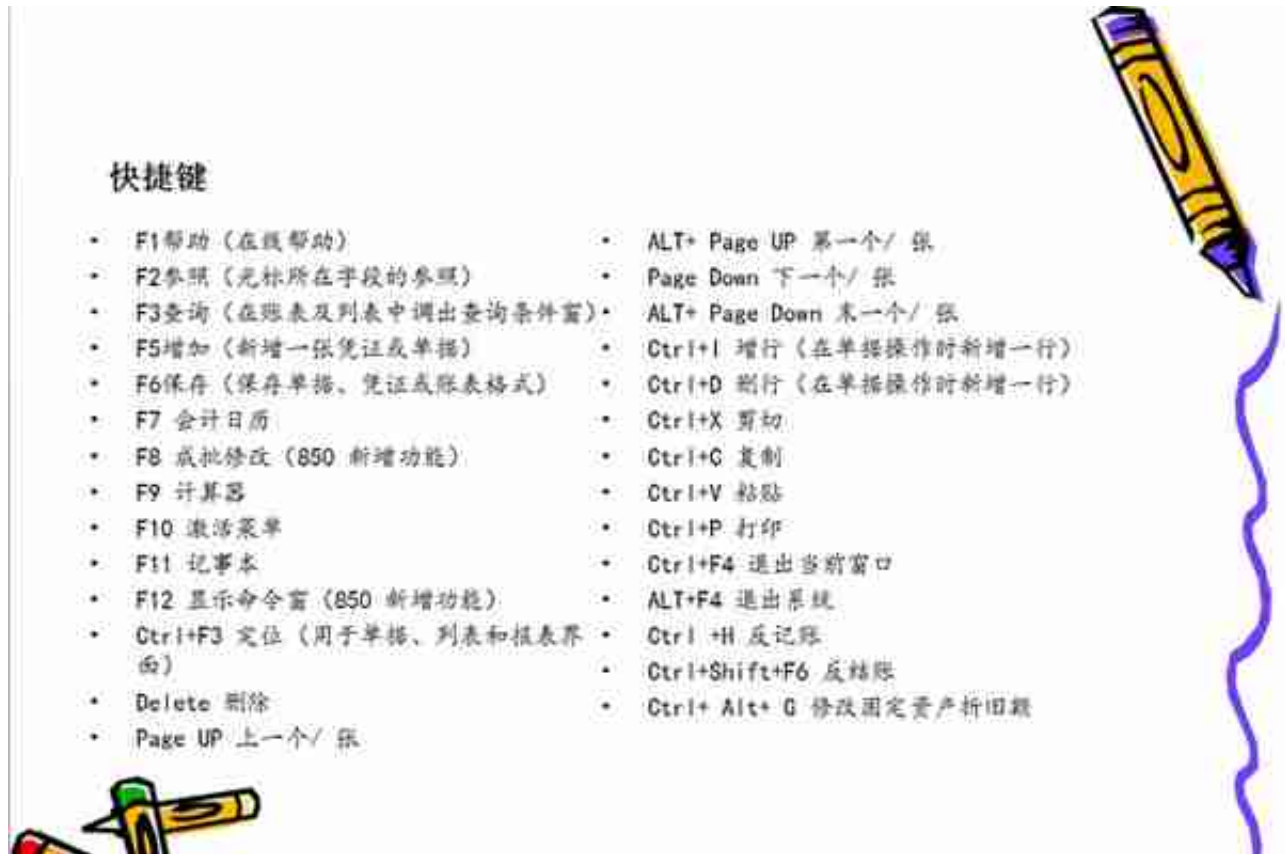 快捷键
• F1帮助（在线帮助）
• F2参照（光标所在字段的参照）
• F3查询（在账表及列表中调出查询条件窗）
• F5增加（新增一张凭证或单据）
• F6保存（保存单据、凭证或账表格式）
• F7 会计日历
• F8 成批修改（850 新增功能）
• F9 计算器
• F10 激活菜单
• F11 记事本
• F12 显示命令窗（850 新增功能）
• Ctrl+F3 定位（用于单据、列表和报表界
面）
• Delete 删除
• Page UP 上一个/ 张
• ALT+ Page UP 第一个/ 张
• Page Down 下一个/ 张
• ALT+ Page Down 末一个/ 张
• Ctrl+I 增行（在单据操作时新增一行）
• Ctrl+D 删行（在单据操作时新增一行）
• Ctrl+X 剪切
• Ctrl+C 复制
• Ctrl+V 粘贴
• Ctrl+P 打印
• Ctrl+F4 退出当前窗口
• ALT+F4 退出系统
• Ctrl +H 反记账
• Ctrl+Shift+F6 反结账
• Ctrl+ Alt+ G 修改固定资产折旧额